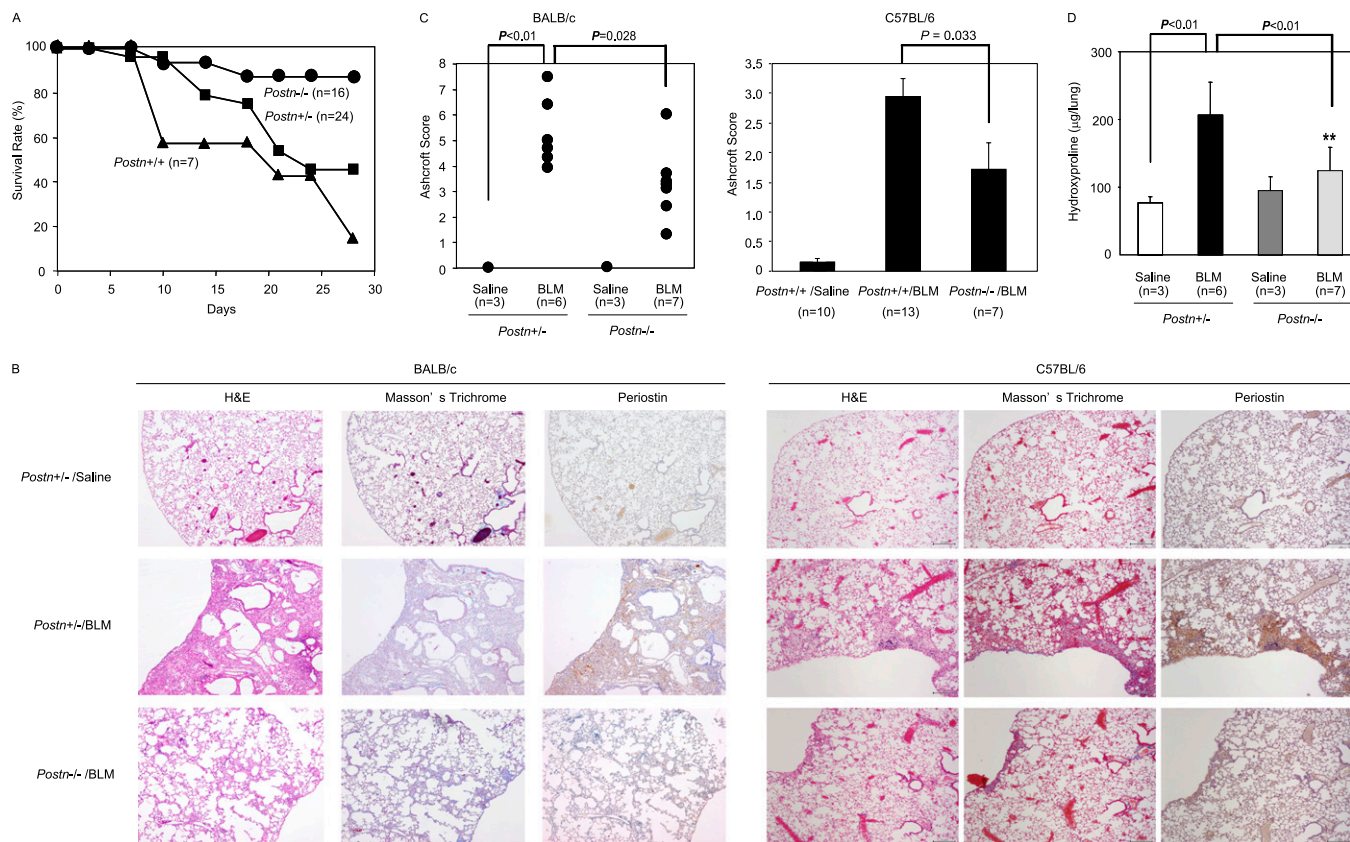 A
Survival Rate (%)
100
80
60
40
20
0
0 5 10 15 20 25 30
Days
Postn-/- (n=16)
Postn+/- (n=24)
Postn+/+ (n=7)
C
BALB/c
P<0.01
P=0.028
Ashcroft Score
8
7
6
5
4
3
2
1
0
Saline BLM Saline BLM
(n=3) (n=6) (n=3) (n=7)
Postn+/- Postn-/-
C57BL/6
P = 0.033
Ashcroft Score
3.5
3.0
2.5
2.0
1.5
1.0
0.5
0
Postn+/+ /Saline Postn+/+/BLM Postn-/- /BLM
(n=10) (n=13) (n=7)
D
P<0.01 P<0.01
Hydroxyproline (μg/lung)
300
200
100
0
**
Saline BLM Saline BLM
(n=3) (n=6) (n=3) (n=7)
Postn+/- Postn-/-
B
BALB/c C57BL/6
H&E Masson' s Trichrome Periostin H&E Masson' s Trichrome Periostin
Postn+/- /Saline
Postn+/-/BLM
Postn-/- /BLM